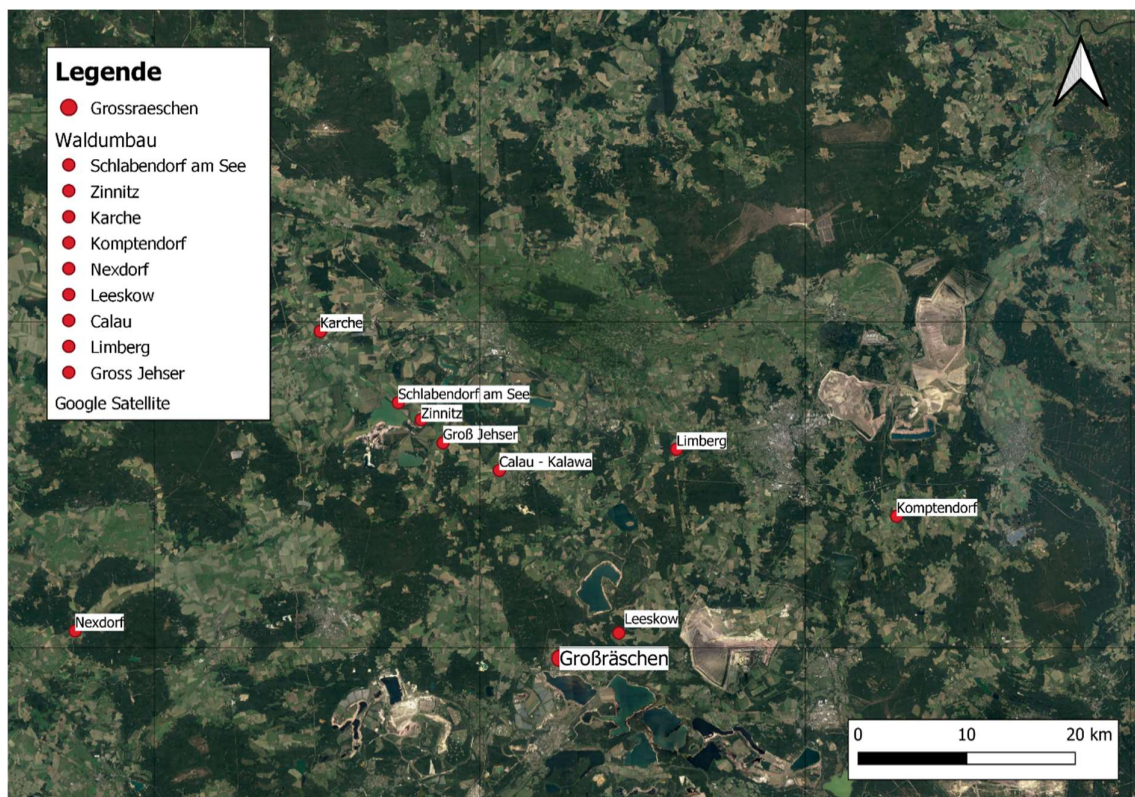 Legende
Grossraeschen
Waldumbau
Schlabendorf am See
Zinnitz
Karche
Komptendorf
Nexdorf
Leeskow
Calau
Limberg
Gross Jehser
Google Satellite
Karche
Schlabendorf am See
Zinnitz
Groß Jehser
Limberg
Calau - Kalawa
Komptendorf
Nexdorf
Leeskow
Großräschen
0 10 20 km